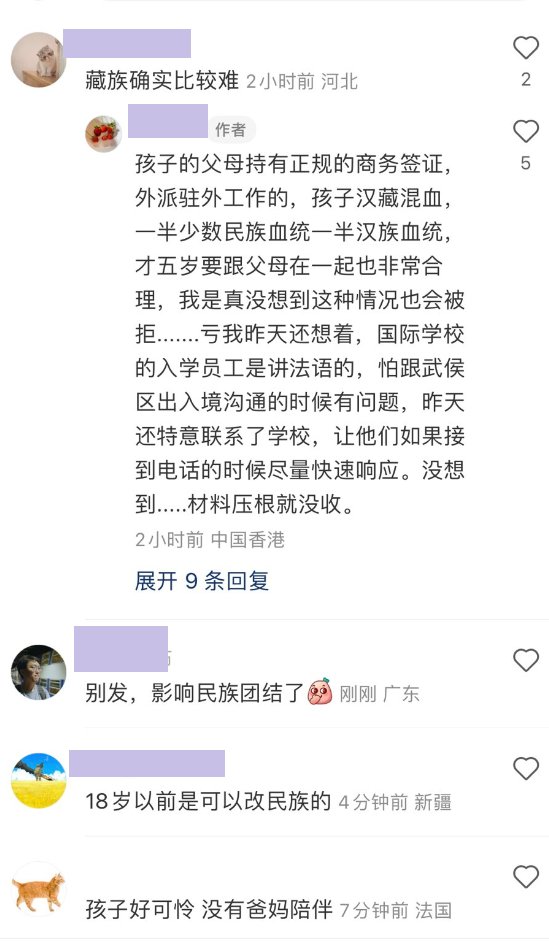 藏族确实比较难 2小时前 河北
2
作者
5
孩子的父母持有正规的商务签证，
外派驻外工作的，孩子汉藏混血，
一半少数民族血统一半汉族血统，
才五岁要跟父母在一起也非常合
理，我是真没想到这种情况也会被
拒.......亏我昨天还想着，国际学校
的入学员工是讲法语的，怕跟武侯
区出入境沟通的时候有问题，昨天
还特意联系了学校，让他们如果接
到电话的时候尽量快速响应。没想
到.....材料压根就没收。
2小时前 中国香港
展开 9 条回复
别发，影响民族团结了 刚刚 广东
18岁以前是可以改民族的 4分钟前 新疆
孩子好可怜 没有爸妈陪伴 7分钟前 法国